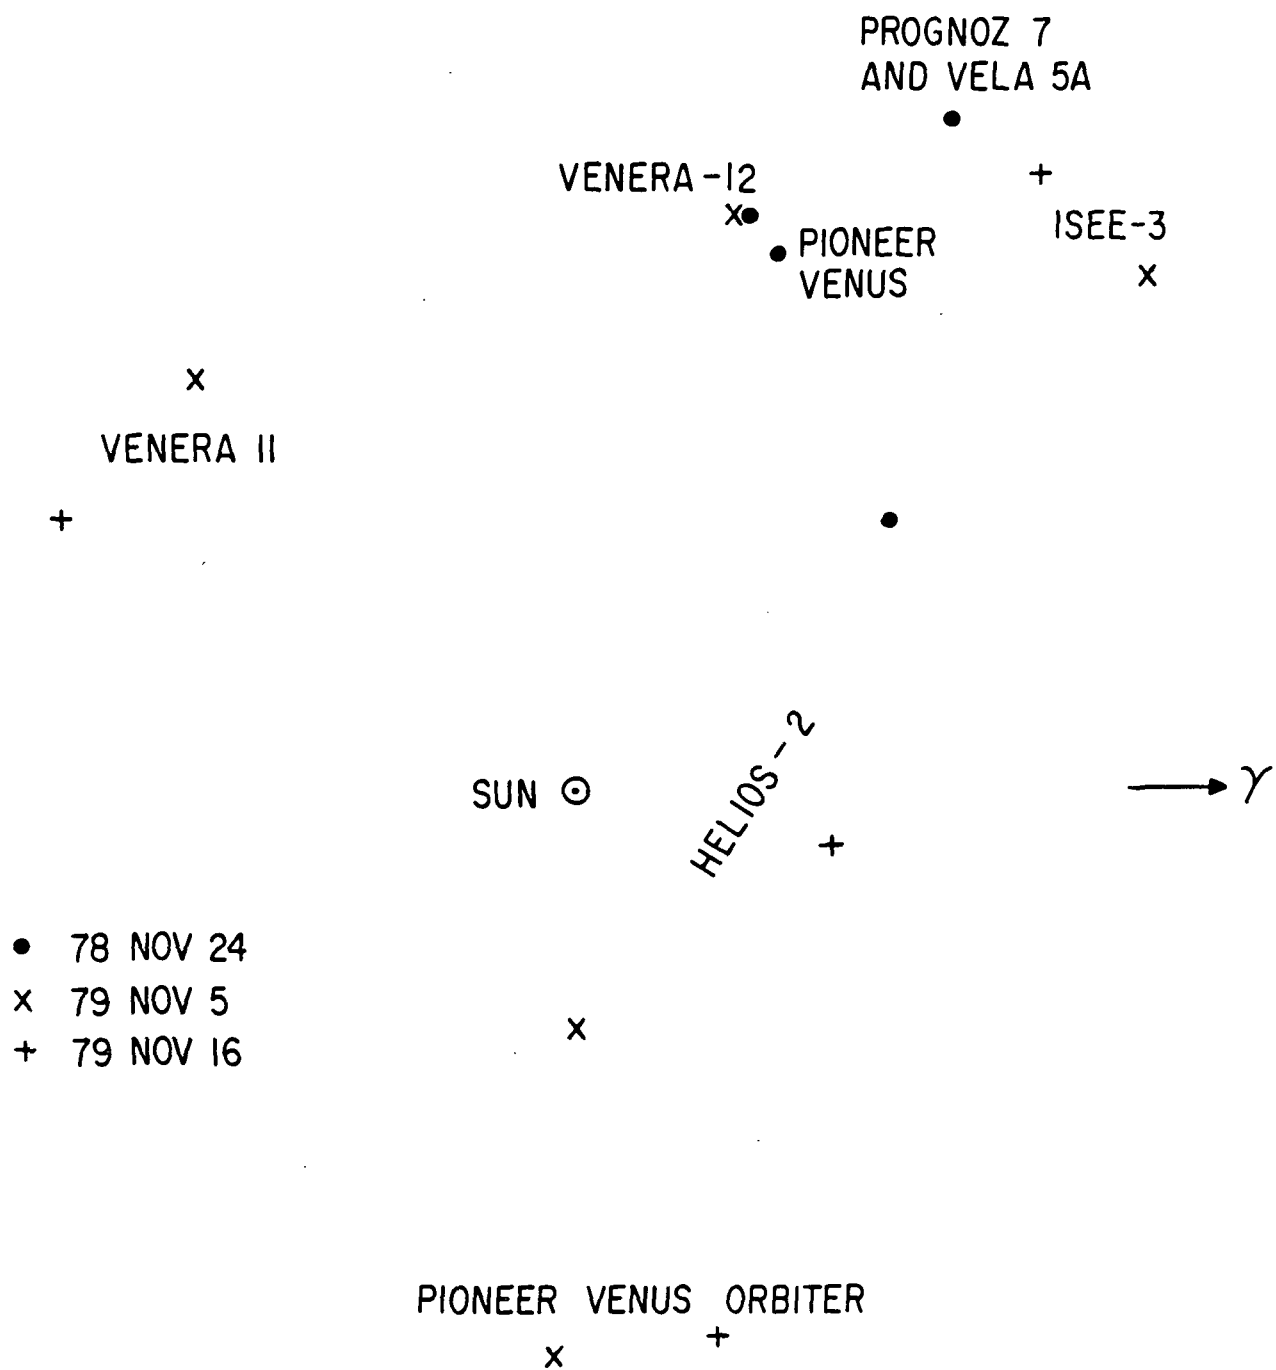 PROGNOZ 7
AND VELA 5A
VENERA-12
ISEE-3
PIONEER
VENUS
VENERA 11
HELIOS-2
SUN
γ
● 78 NOV 24
x 79 NOV 5
+ 79 NOV 16
PIONEER VENUS ORBITER